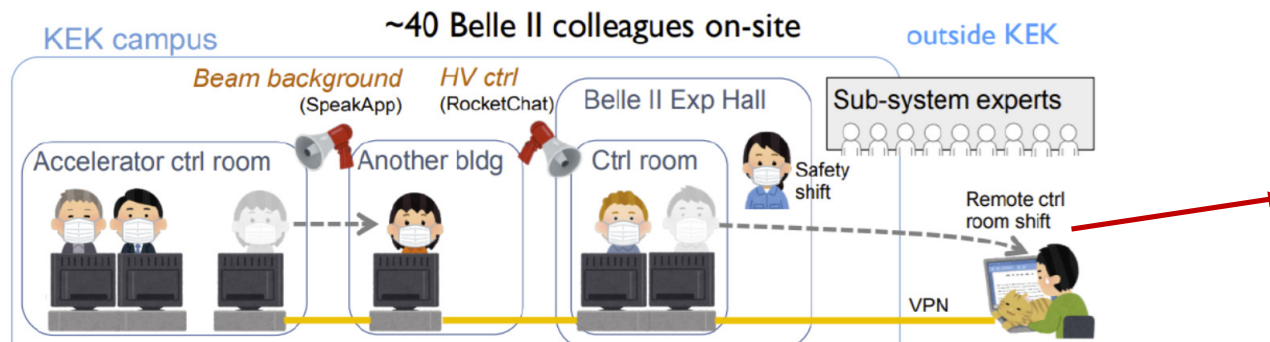 ~40 Belle II colleagues on-site
KEK campus
outside KEK
Beam background
(SpeakApp)
HV ctrl
(RocketChat)
Belle II Exp Hall
Sub-system experts
Accelerator ctrl room
Another bldg
Ctrl room
Safety
shift
Remote ctrl
room shift
VPN